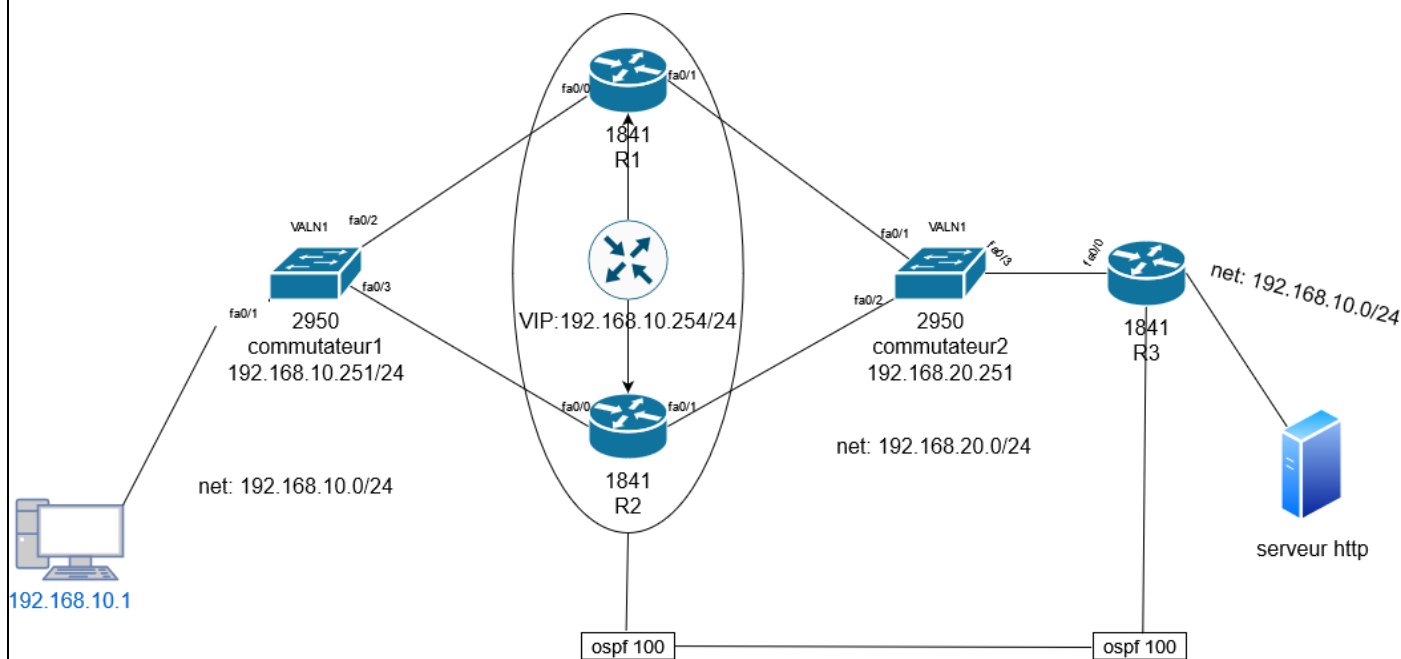 fa0/0
fa0/1
1841
R1
VALN1
fa0/2
fa0/3
fa0/1
2950
commutateur1
192.168.10.251/24
VIP:192.168.10.254/24
fa0/0
fa0/1
1841
R2
fa0/1
VALN1
fa0/3
fa0/2
2950
commutateur2
192.168.20.251
fa0/0
1841
R3
net: 192.168.10.0/24
net: 192.168.20.0/24
net: 192.168.10.0/24
192.168.10.1
serveur http
ospf 100
ospf 100